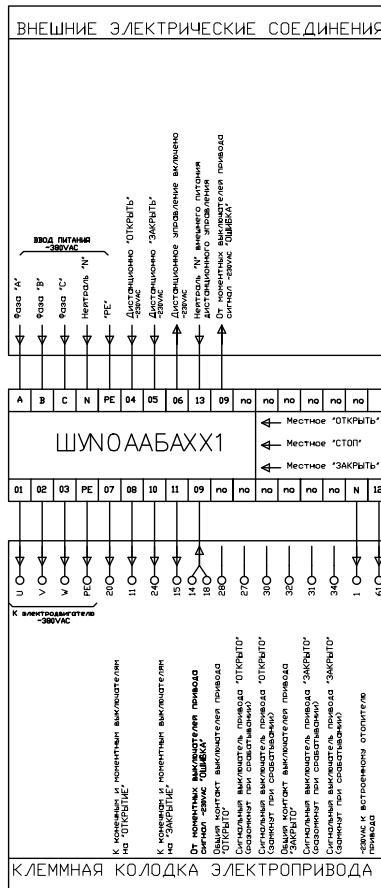 ВНЕШНИЕ ЭЛЕКТРИЧЕСКИЕ СОЕДИНЕНИЯ
ВВОД ПИТАНИЯ
~380VAC
Фаза "A"
Фаза "B"
Фаза "C"
Нейтраль "N"
"PE"
Дистанционно "ОТКРЫТЬ"
~230VAC
Дистанционно "ЗАКРЫТЬ"
~230VAC
Дистанционное управление включено
~230VAC
Нейтраль "N" внешнего питания
дистанционного управления
От моментных выключателей привода
сигнал ~230VAC "ОШИБКА"
A B C N PE 04 05 06 13 09 no no no no no
ШУNОААБАХХ1
Местное "ОТКРЫТЬ"
Местное "СТОП"
Местное "ЗАКРЫТЬ"
01 02 03 PE 07 08 10 11 09 no no no no no no N 12
U V W PE 20 11 24 15 14 18 28 27 30 32 31 34 1 61
К электродвигателю
~380VAC
К конечным и моментным выключателям
на "ОТКРЫТИЕ"
К конечным и моментным выключателям
на "ЗАКРЫТИЕ"
От моментных выключателей привода
сигнал ~230VAC "ОШИБКА"
Общий контакт выключателей привода
"ОТКРЫТО"
Сигнальный выключатель привода "ОТКРЫТО"
(разомкнут при срабатывании)
Сигнальный выключатель привода "ОТКРЫТО"
(замкнут при срабатывании)
Общий контакт выключателей привода
"ЗАКРЫТО"
Сигнальный выключатель привода "ЗАКРЫТО"
(разомкнут при срабатывании)
Сигнальный выключатель привода "ЗАКРЫТО"
(замкнут при срабатывании)
~230VAC к встроенному отопителю
привода
КЛЕММНАЯ КОЛОДКА ЭЛЕКТРОПРИВОДА